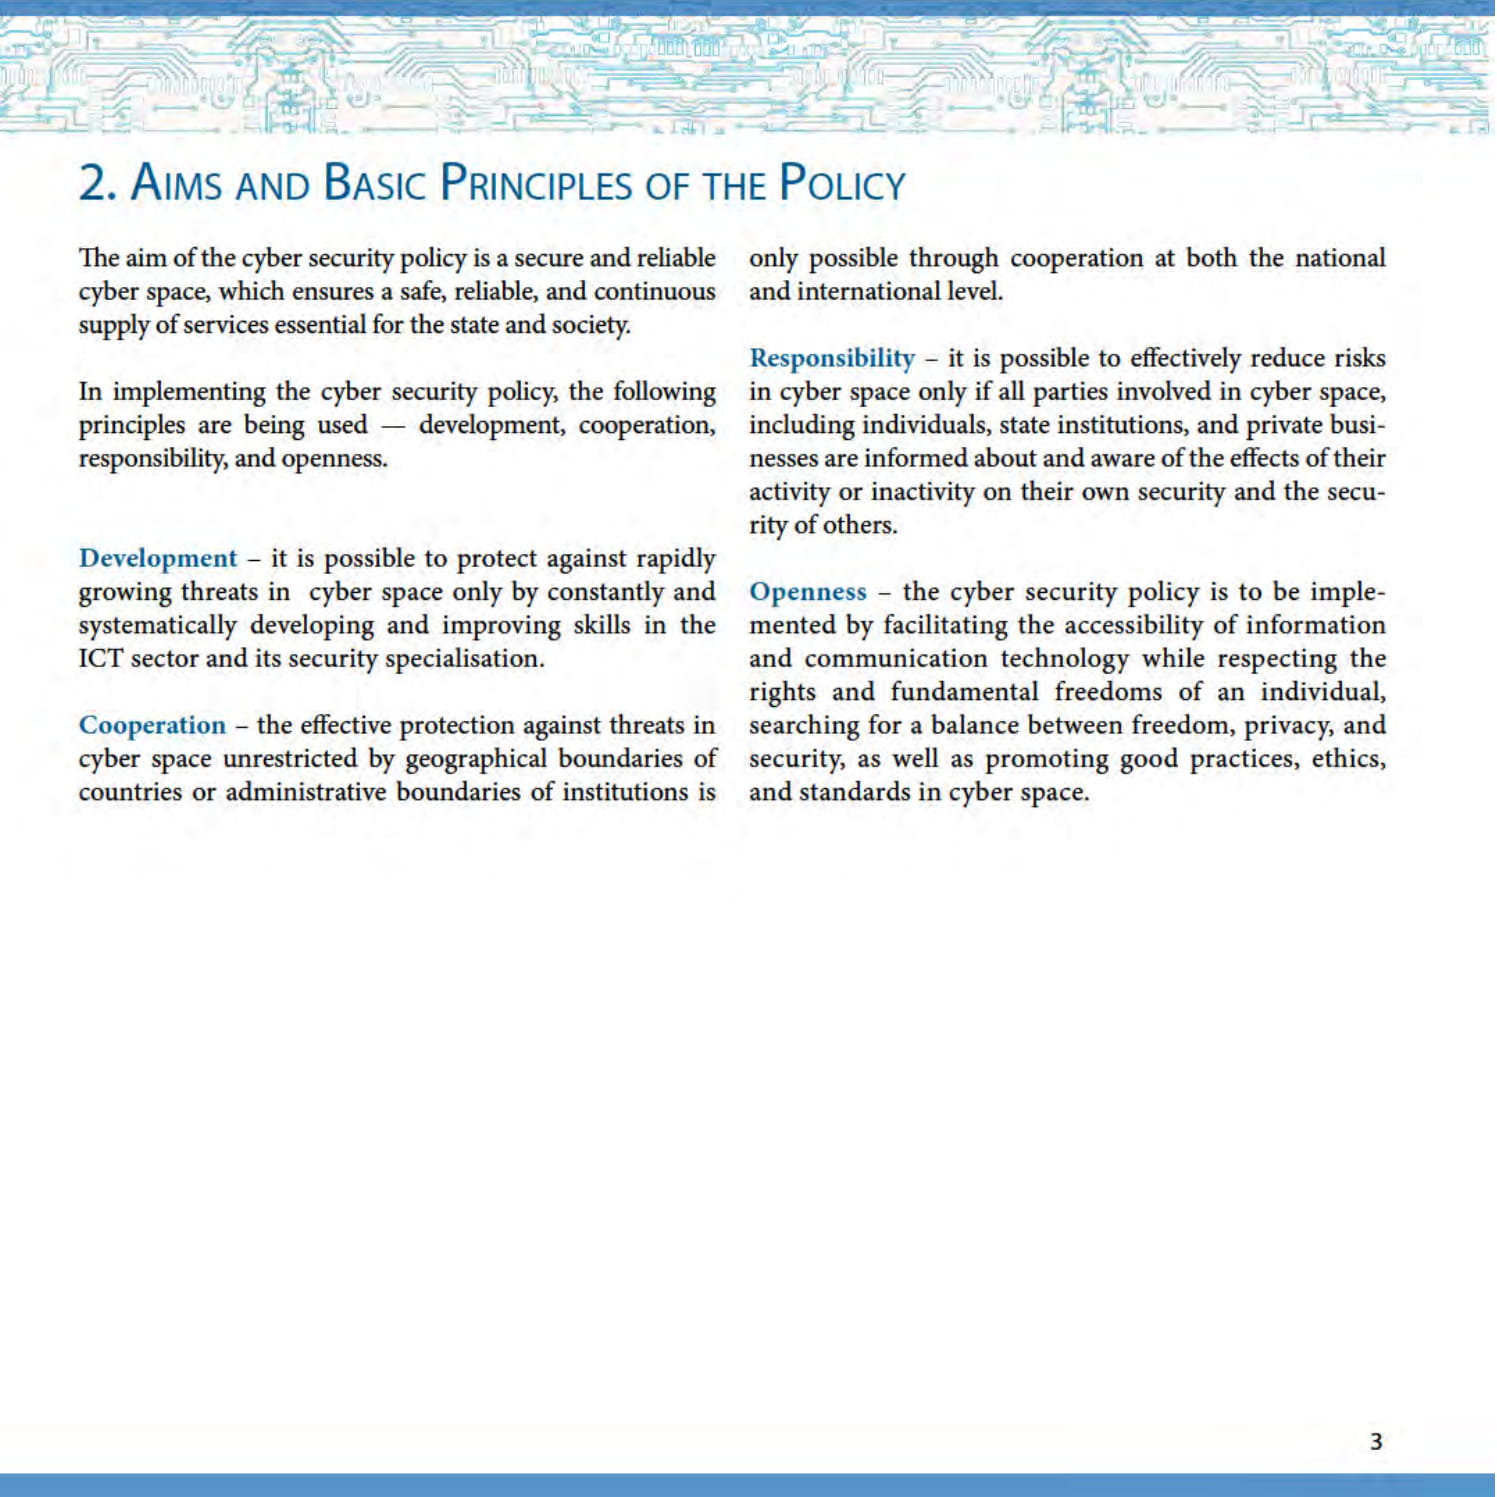 2. Aims and Basic Principles of the Policy
The aim of the cyber security policy is a secure and reliable
cyber space, which ensures a safe, reliable, and continuous
supply of services essential for the state and society.
In implementing the cyber security policy, the following
principles are being used — development, cooperation,
responsibility, and openness.
Development – it is possible to protect against rapidly
growing threats in cyber space only by constantly and
systematically developing and improving skills in the
ICT sector and its security specialisation.
Cooperation – the effective protection against threats in
cyber space unrestricted by geographical boundaries of
countries or administrative boundaries of institutions is
only possible through cooperation at both the national
and international level.
Responsibility – it is possible to effectively reduce risks
in cyber space only if all parties involved in cyber space,
including individuals, state institutions, and private busi-
nesses are informed about and aware of the effects of their
activity or inactivity on their own security and the secu-
rity of others.
Openness – the cyber security policy is to be imple-
mented by facilitating the accessibility of information
and communication technology while respecting the
rights and fundamental freedoms of an individual,
searching for a balance between freedom, privacy, and
security, as well as promoting good practices, ethics,
and standards in cyber space.
3